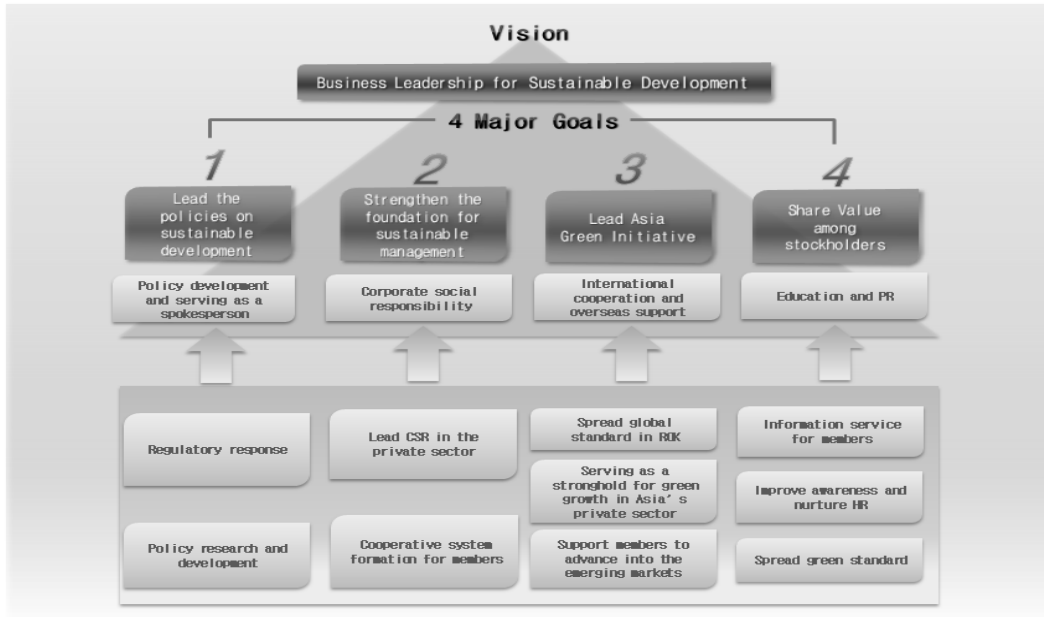 Vision
Business Leadership for Sustainable Development
4 Major Goals
1
Lead the
policies on
sustainable
development
Policy development
and serving as a
spokesperson
2
Strengthen the
foundation for
sustainable
management
Corporate social
responsibility
3
Lead Asia
Green Initiative
International
cooperation and
overseas support
4
Share Value
among
stockholders
Education and PR
Regulatory response
Policy research and
development
Lead CSR in the
private sector
Cooperative system
formation for members
Spread global
standard in ROK
Serving as a
stronghold for green
growth in Asia's
private sector
Support members to
advance into the
emerging markets
Information service
for members
Improve awareness and
nurture HR
Spread green standard